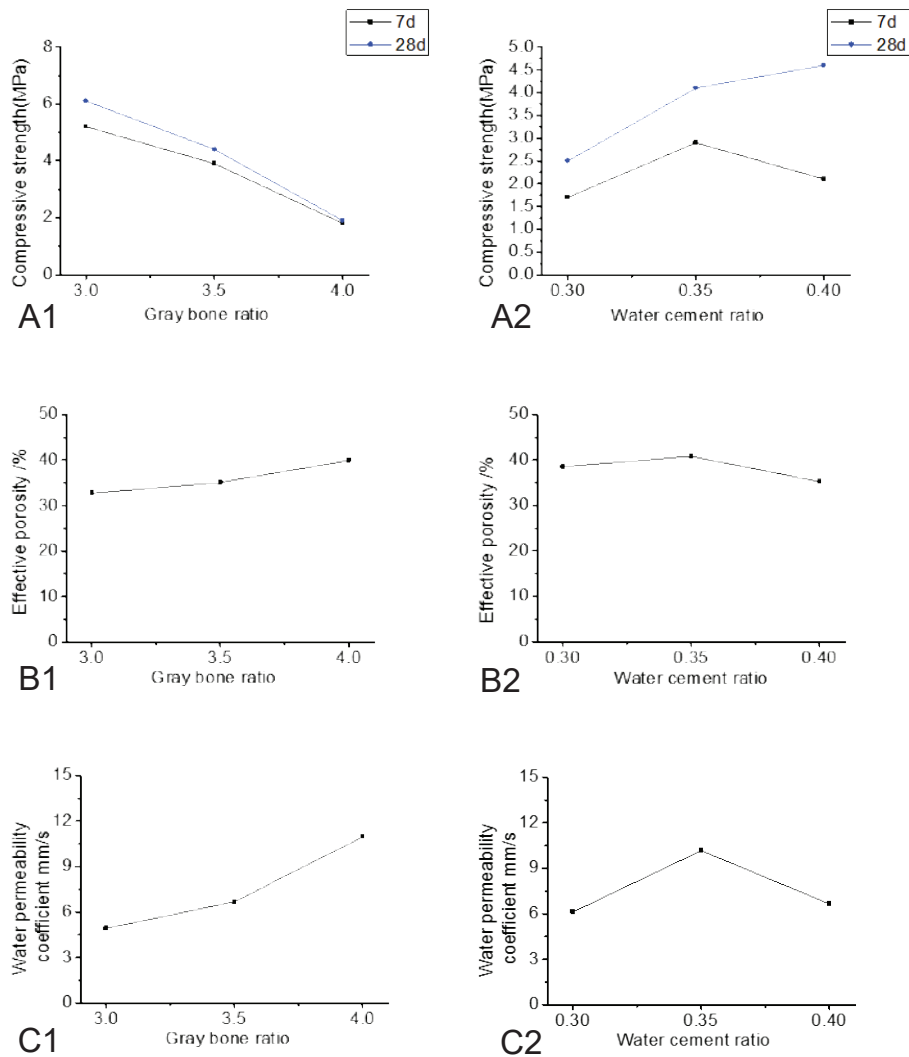 7d
28d
8
6
4
2
0
Compressive strength(MPa)
3.0 3.5 4.0
Gray bone ratio
A1
7d
28d
5.0
4.5
4.0
3.5
3.0
2.5
2.0
1.5
1.0
0.5
0.0
Compressive strength(MPa)
0.30 0.35 0.40
Water cement ratio
A2
50
40
30
20
10
0
Effective porosity /%
3.0 3.5 4.0
Gray bone ratio
B1
50
40
30
20
10
0
Effective porosity /%
0.30 0.35 0.40
Water cement ratio
B2
15
12
9
6
3
0
Water permeability
coefficient mm/s
3.0 3.5 4.0
Gray bone ratio
C1
15
12
9
6
3
0
Water permeability
coefficient mm/s
0.30 0.35 0.40
Water cement ratio
C2